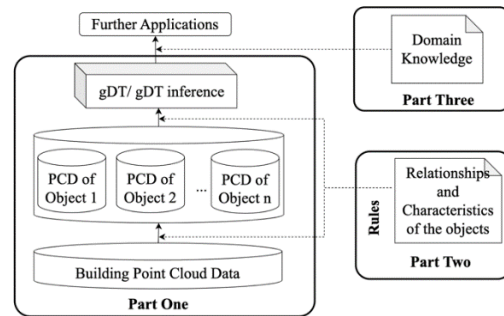 Further Applications
gDT/ gDT inference
PCD of
Object 1
PCD of
Object 2
...
PCD of
Object n
Building Point Cloud Data
Part One
Domain
Knowledge
Part Three
Rules
Relationships
and
Characteristics
of the objects
Part Two